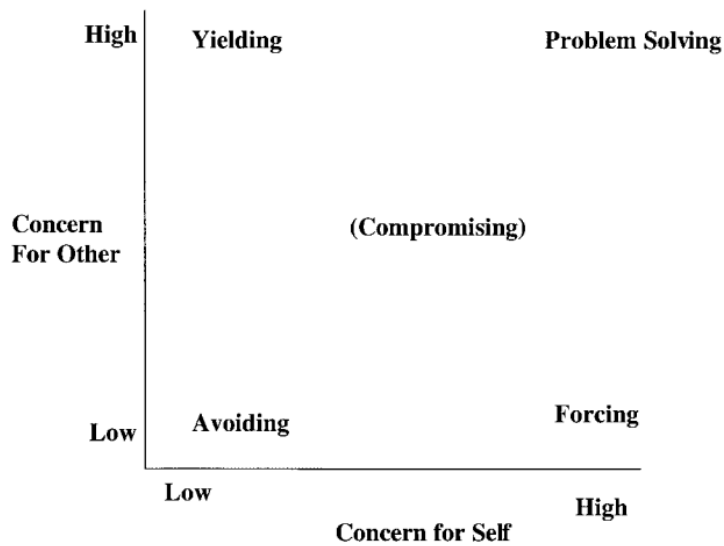 High
Yielding
Problem Solving
Concern
For Other
(Compromising)
Low
Avoiding
Forcing
Low
High
Concern for Self